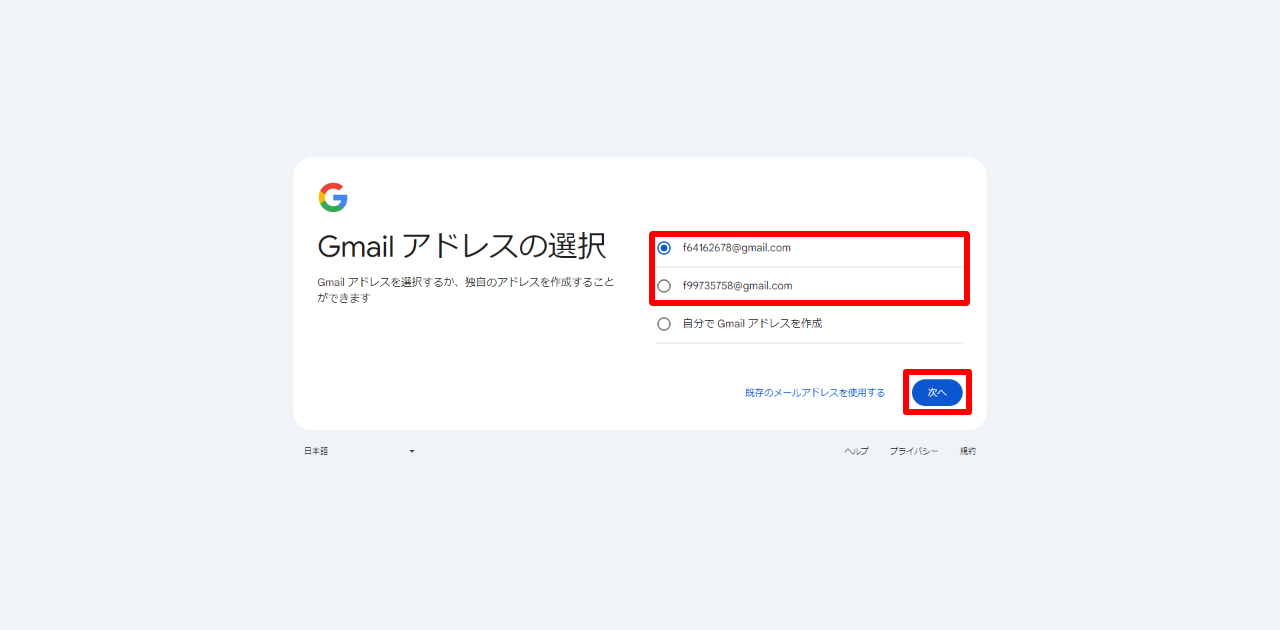 Gmail アドレスの選択
Gmail アドレスを選択するか、独自のアドレスを作成すること
ができます
f64162678@gmail.com
f99735758@gmail.com
自分で Gmail アドレスを作成
既存のメールアドレスを使用する
次へ
日本語
ヘルプ
プライバシー
規約